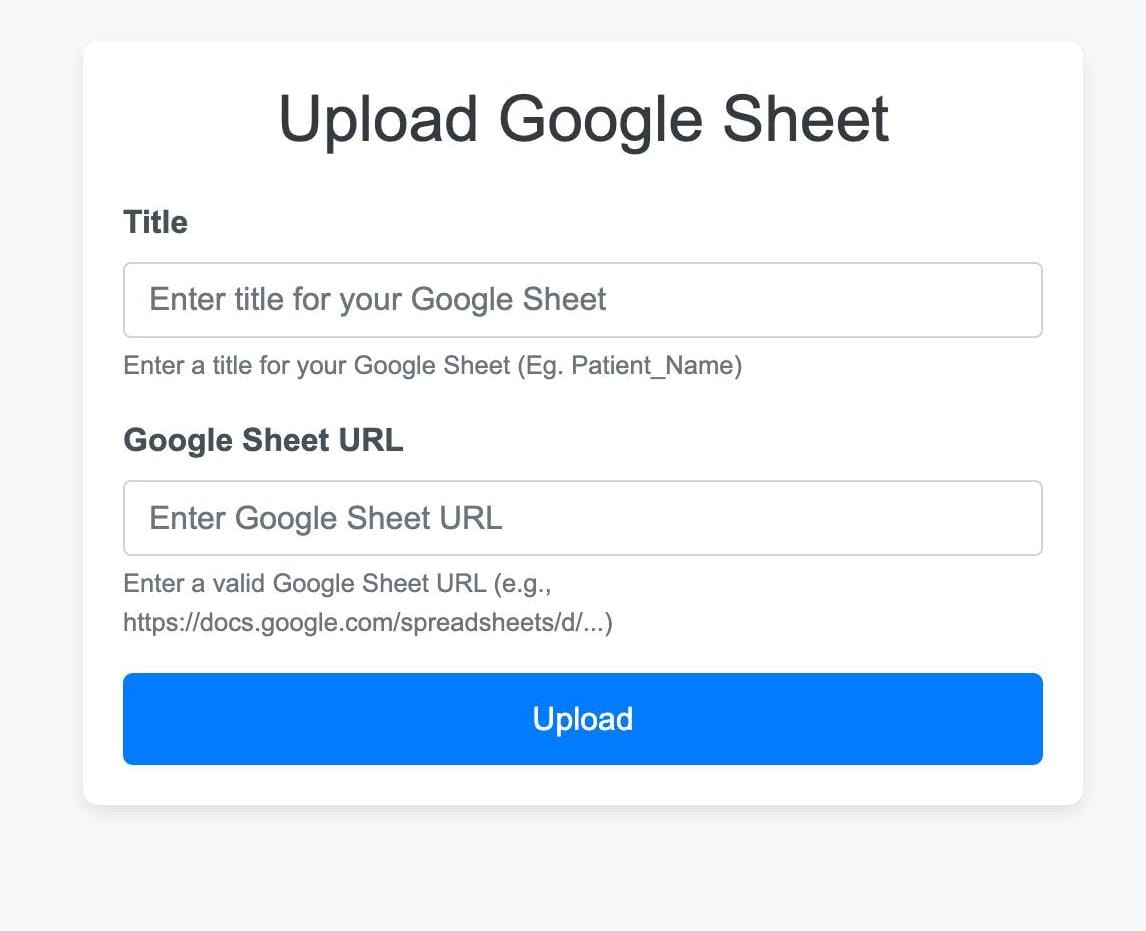 Upload Google Sheet
Title
Enter title for your Google Sheet
Enter a title for your Google Sheet (Eg. Patient_Name)
Google Sheet URL
Enter Google Sheet URL
Enter a valid Google Sheet URL (e.g.,
https://docs.google.com/spreadsheets/d/...)
Upload